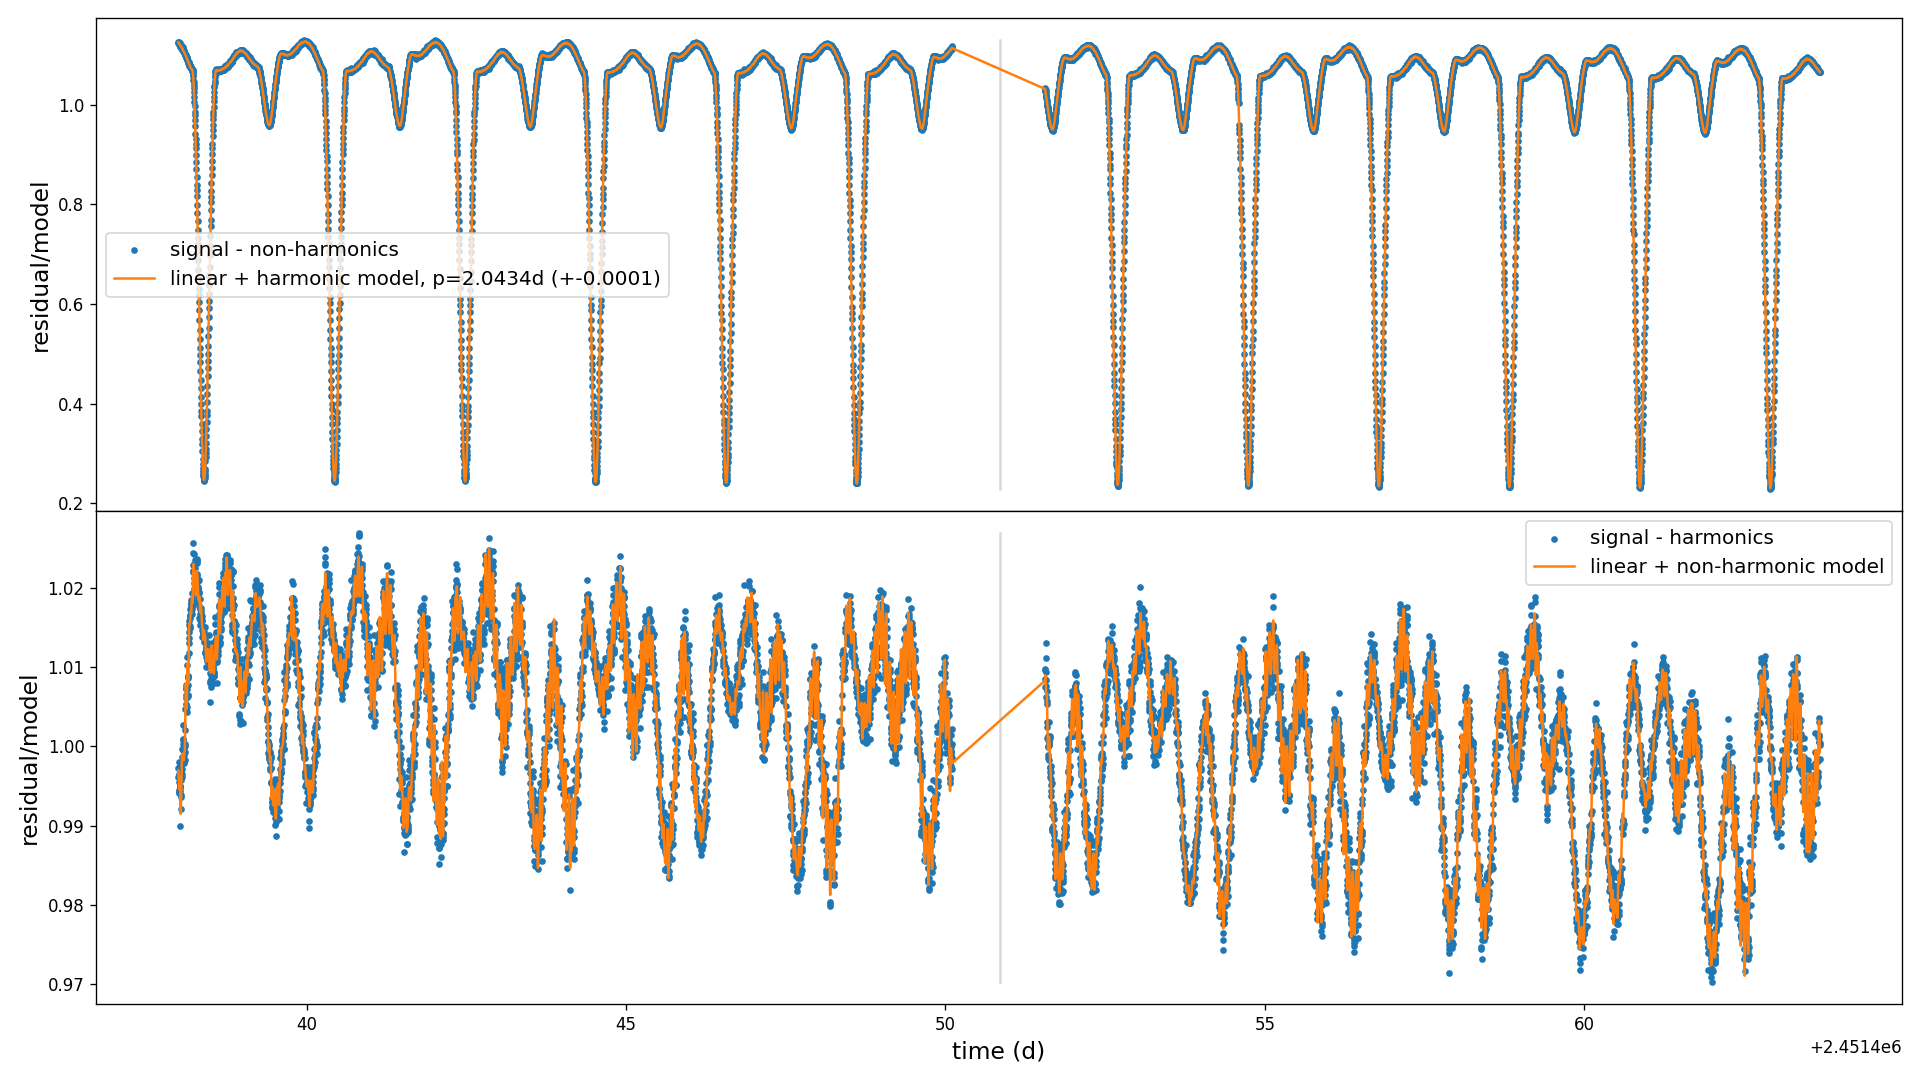 1.0
0.8
0.6
0.4
0.2
residual/model
signal - non-harmonics
linear + harmonic model, p=2.0434d (+-0.0001)
1.02
1.01
1.00
0.99
0.98
0.97
residual/model
signal - harmonics
linear + non-harmonic model
40
45
50
55
60
time (d)
+2.4514e6